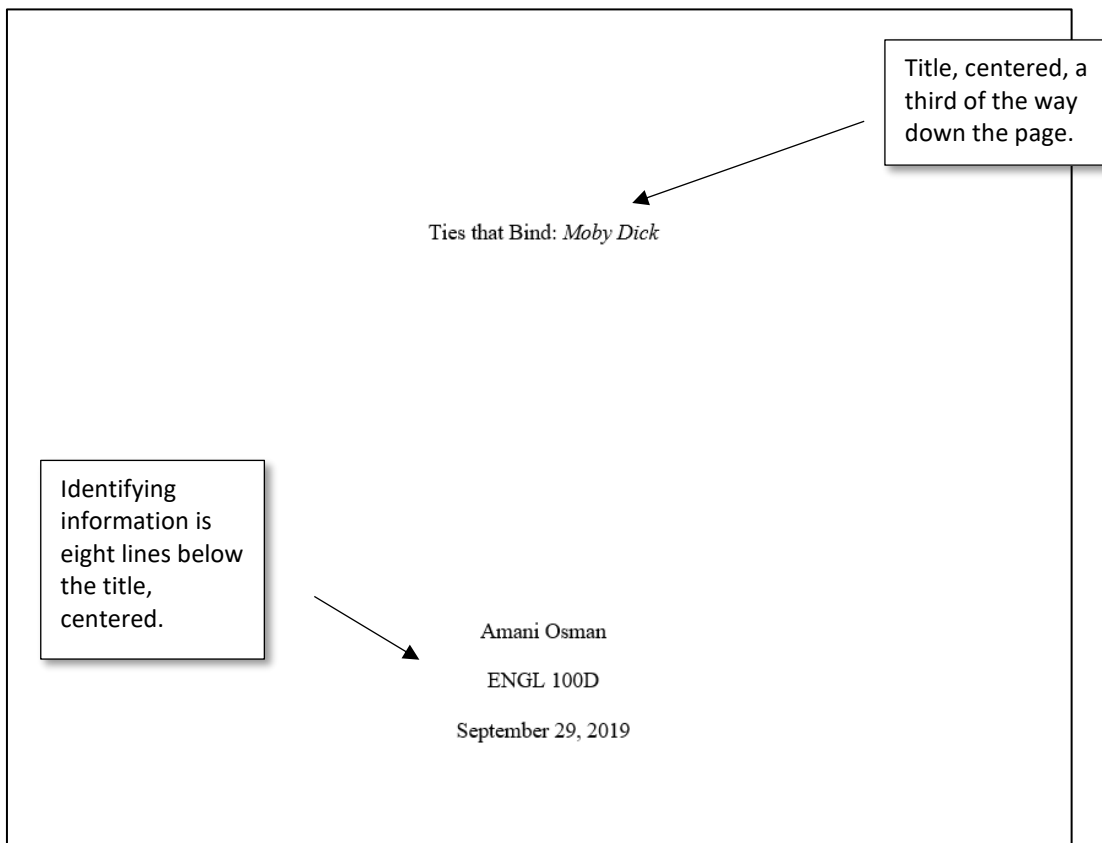 Title, centered, a
third of the way
down the page.
Ties that Bind: Moby Dick
Identifying
information is
eight lines below
the title,
centered.
Amani Osman
ENGL 100D
September 29, 2019